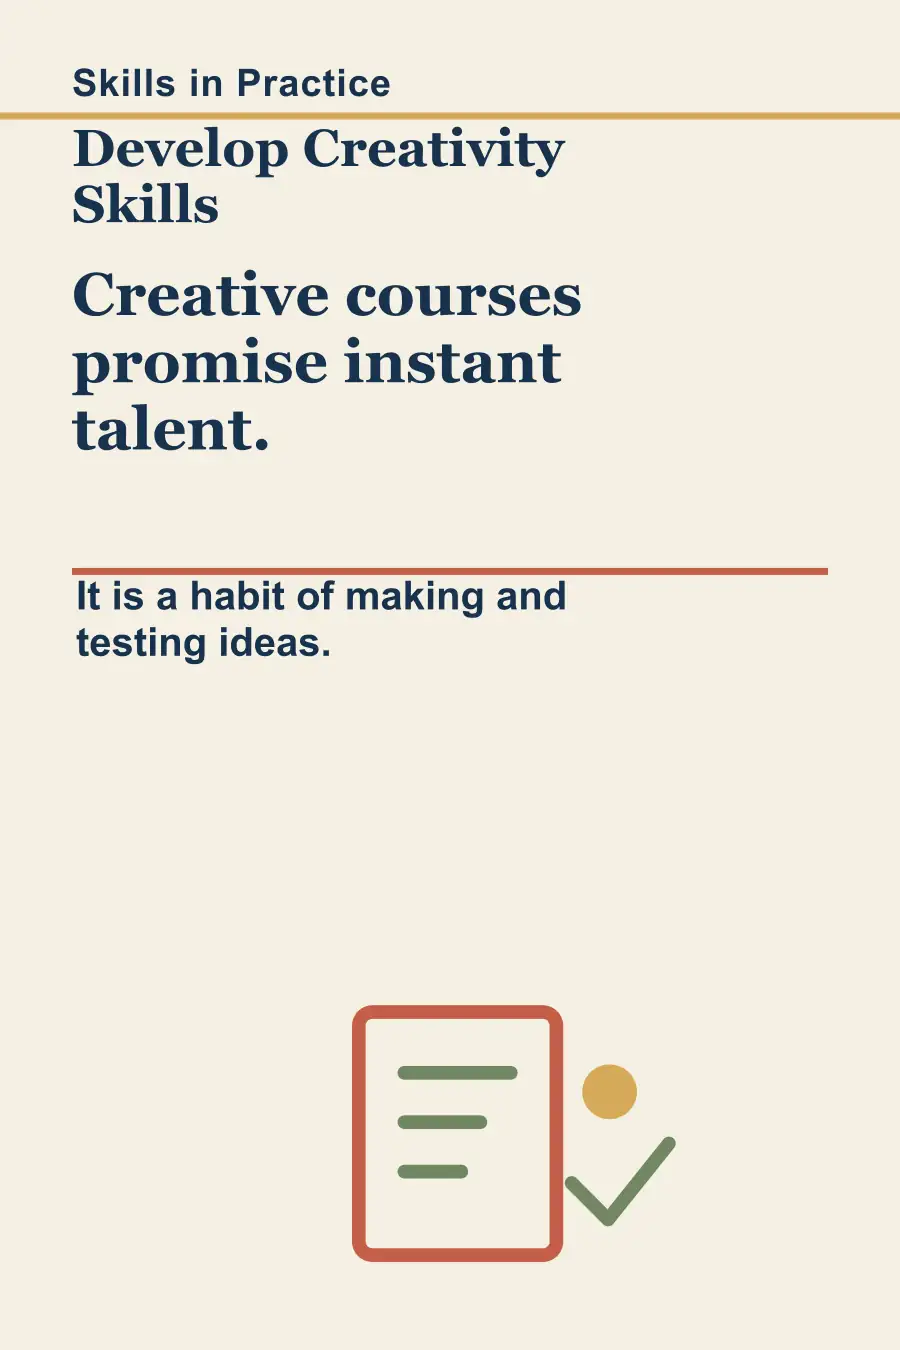 Skills in Practice
Develop Creativity
Skills
Creative courses
promise instant
talent.
It is a habit of making and
testing ideas.